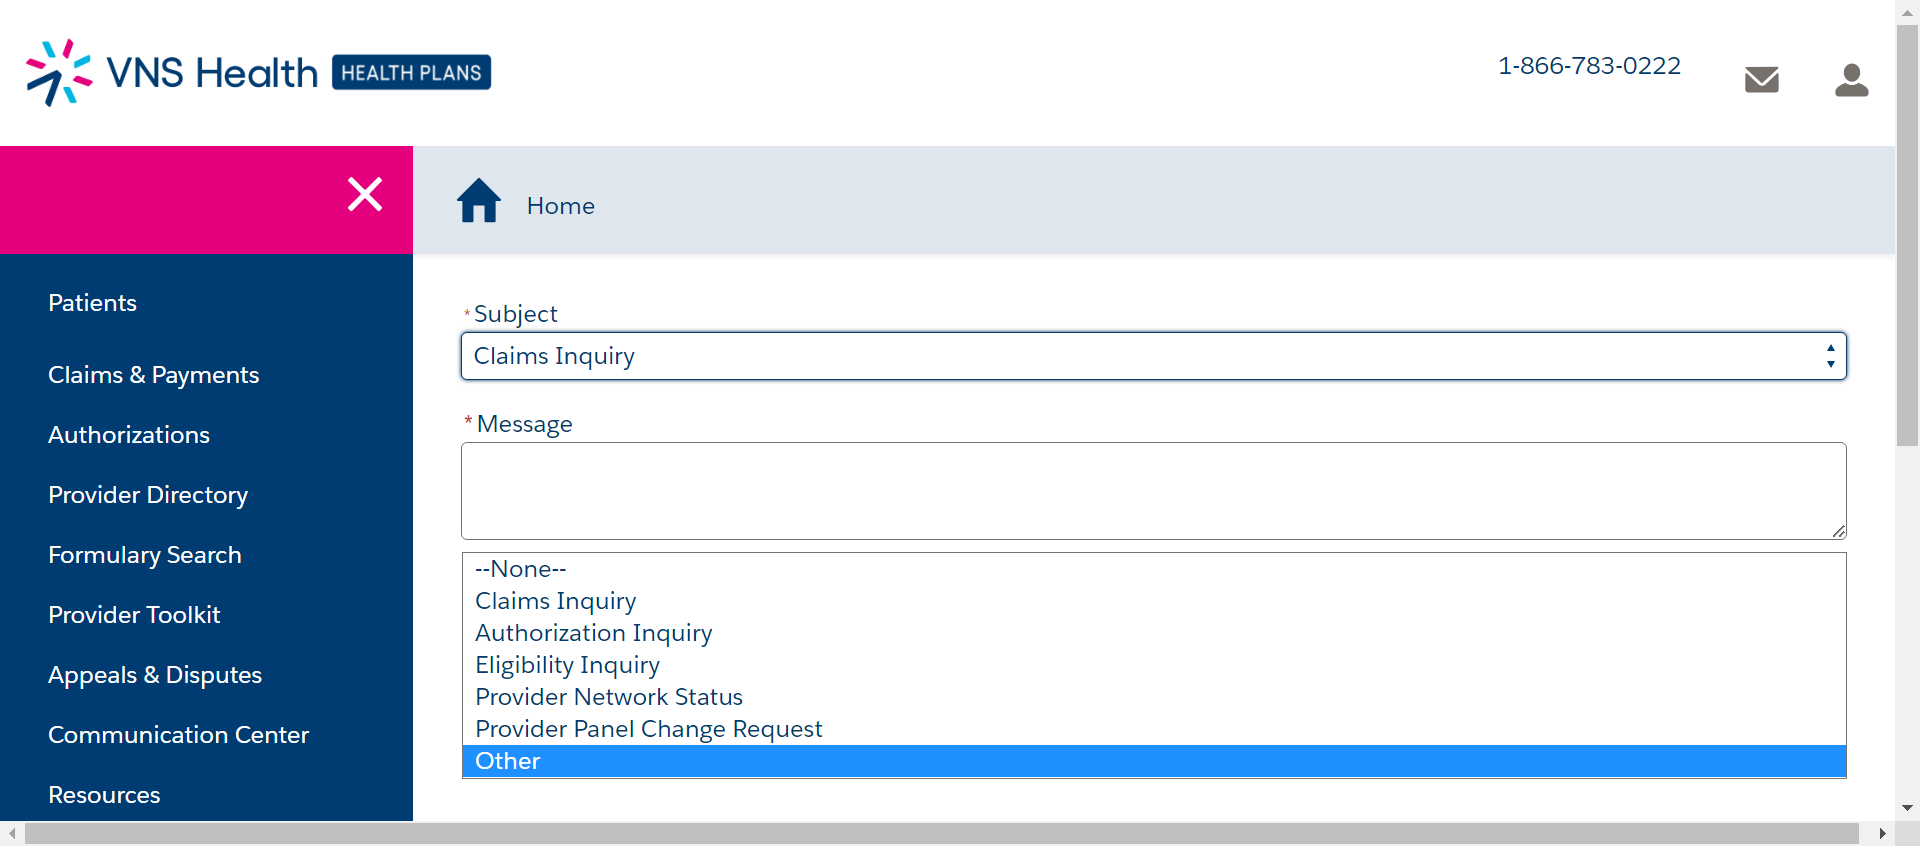 VNS Health HEALTH PLANS
1-866-783-0222
Home
Patients
Claims & Payments
Authorizations
Provider Directory
Formulary Search
Provider Toolkit
Appeals & Disputes
Communication Center
Resources
*Subject
Claims Inquiry
*Message
--None--
Claims Inquiry
Authorization Inquiry
Eligibility Inquiry
Provider Network Status
Provider Panel Change Request
Other